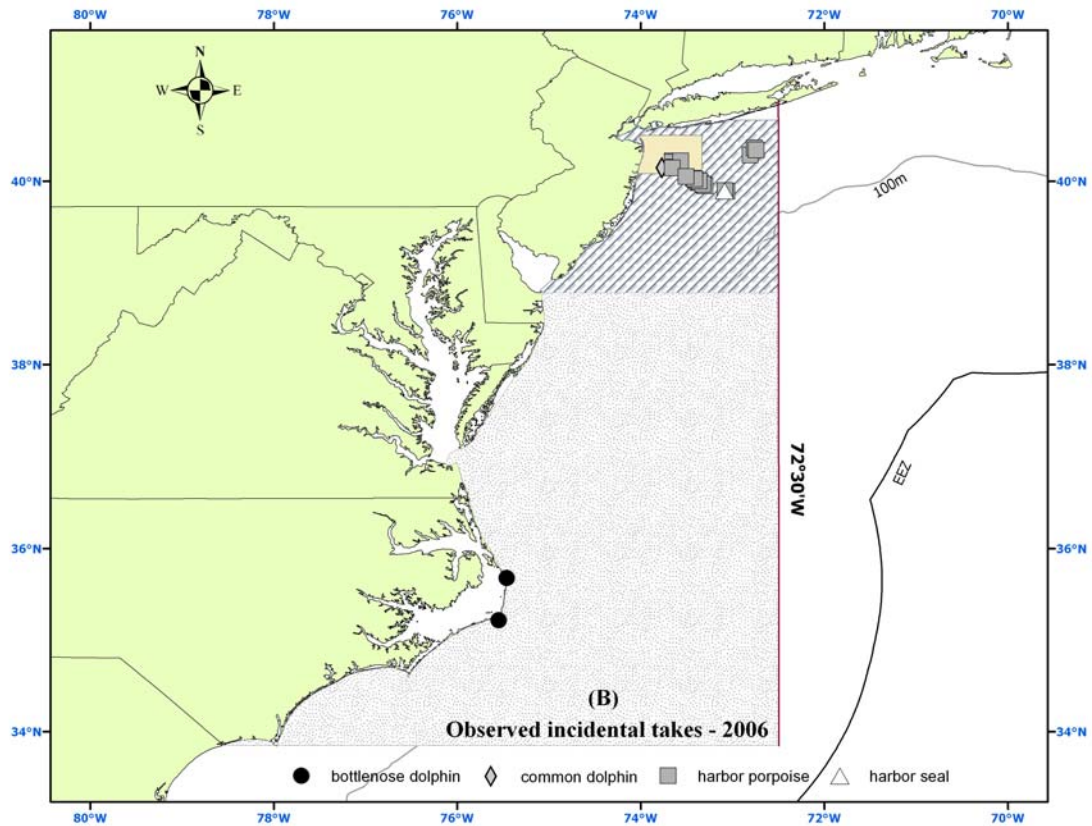 80°W 78°W 76°W 74°W 72°W 70°W
N
W E
S
40°N 40°N
100m
38°N 38°N
72°30'W
EEZ
36°N 36°N
(B)
Observed incidental takes - 2006
34°N 34°N
bottlenose dolphin common dolphin harbor porpoise harbor seal
80°W 78°W 76°W 74°W 72°W 70°W